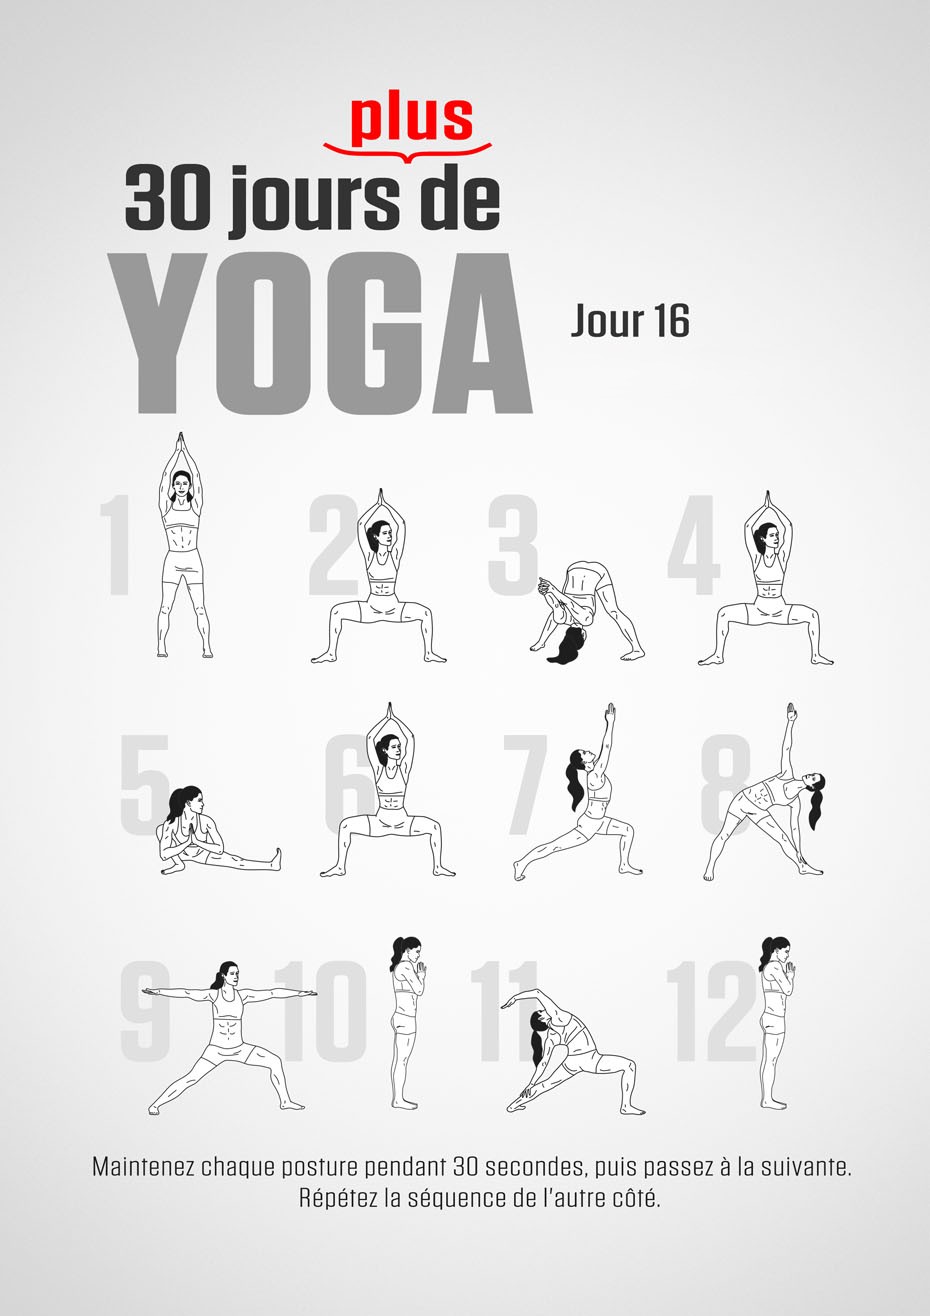 plus
30 jours de
YOGA
Jour 16
1 2 3 4
5 6 7 8
9 10 11 12
Maintenez chaque posture pendant 30 secondes, puis passez à la suivante.
Répétez la séquence de l'autre côté.